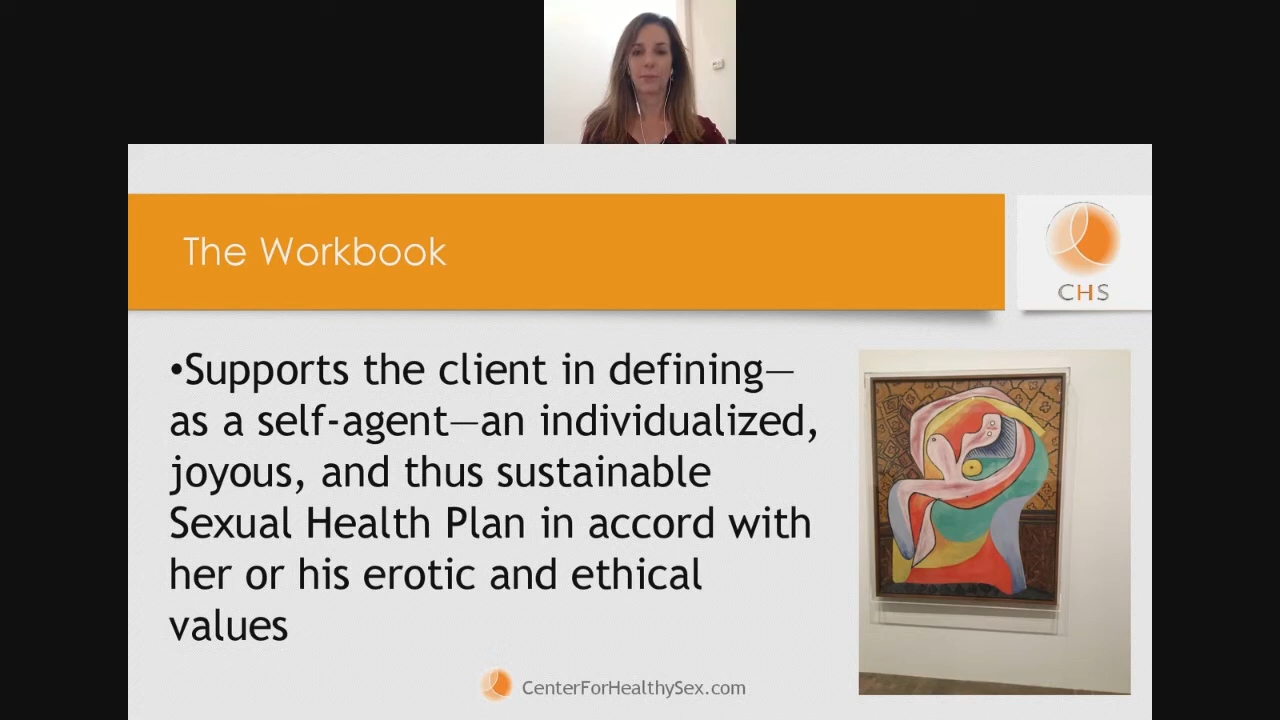 The Workbook
CHS
•Supports the client in defining—
as a self-agent—an individualized,
joyous, and thus sustainable
Sexual Health Plan in accord with
her or his erotic and ethical
values
CenterForHealthySex.com